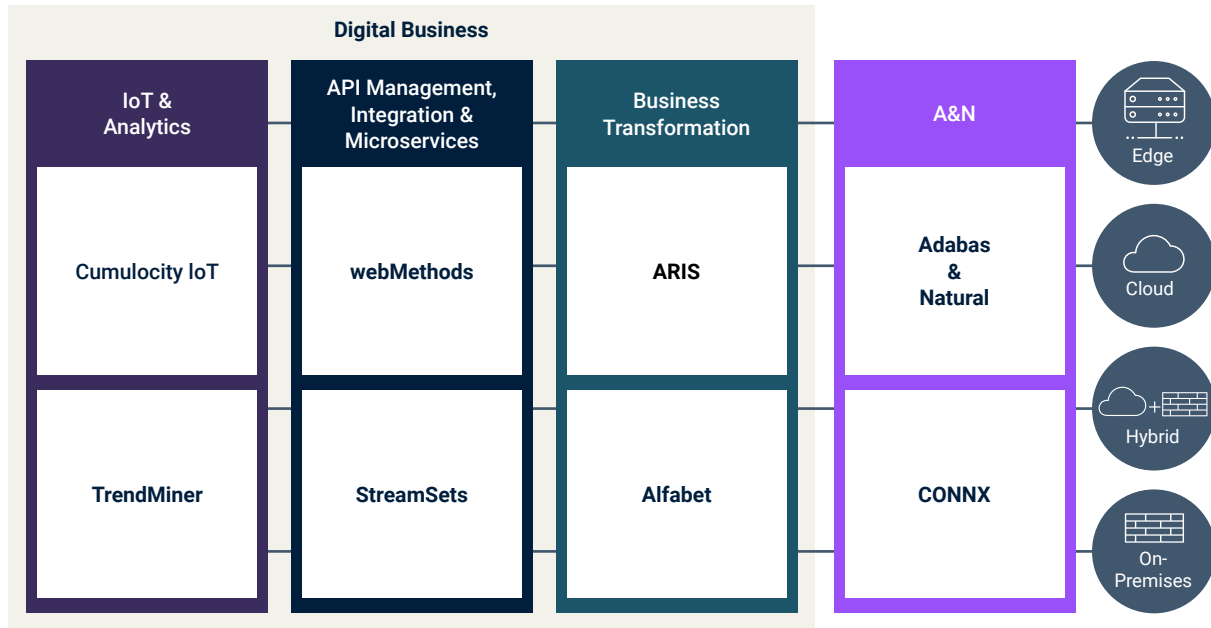 Digital Business
IoT &
Analytics
Cumulocity IoT
TrendMiner
API Management,
Integration &
Microservices
webMethods
StreamSets
Business
Transformation
ARIS
Alfabet
A&N
Adabas
&
Natural
CONNX
Edge
Cloud
+
Hybrid
On-
Premises